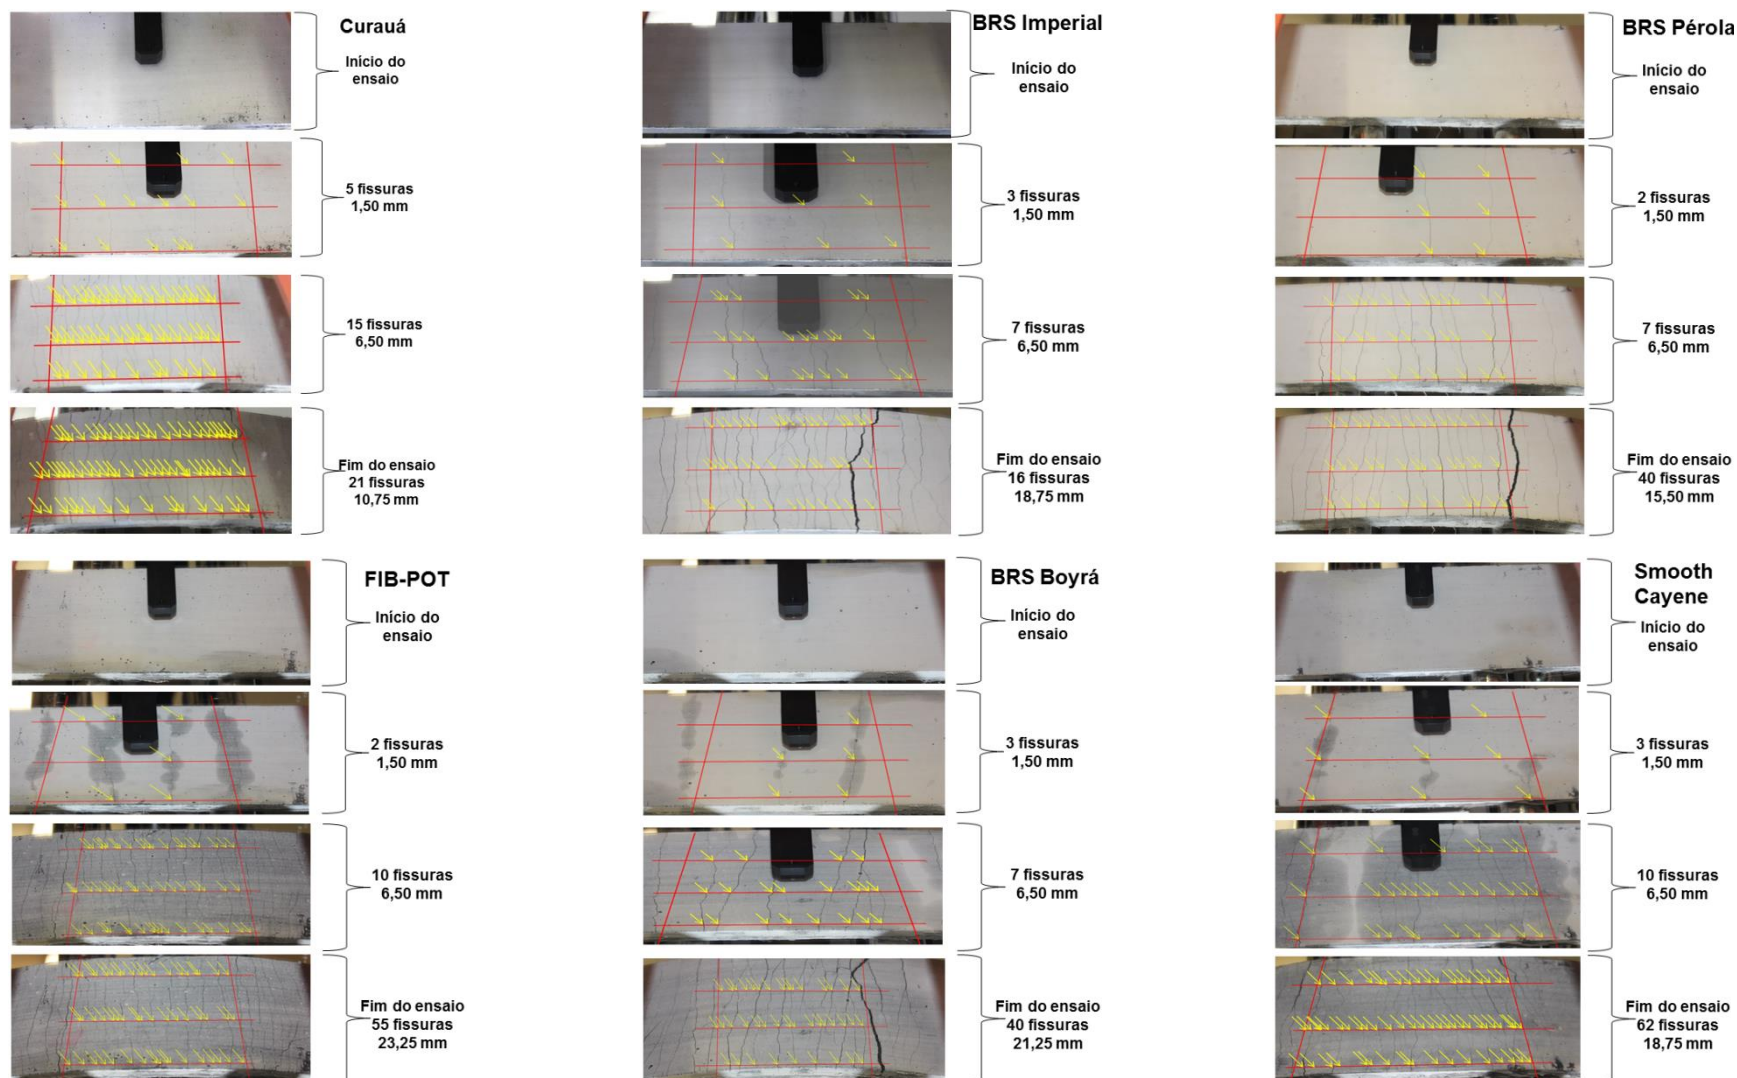 Curauá
Início do
ensaio
5 fissuras
1,50 mm
15 fissuras
6,50 mm
Fim do ensaio
21 fissuras
10,75 mm
BRS Imperial
Início do
ensaio
3 fissuras
1,50 mm
7 fissuras
6,50 mm
Fim do ensaio
16 fissuras
18,75 mm
BRS Pérola
Início do
ensaio
2 fissuras
1,50 mm
7 fissuras
6,50 mm
Fim do ensaio
40 fissuras
15,50 mm
FIB-POT
Início do
ensaio
2 fissuras
1,50 mm
10 fissuras
6,50 mm
Fim do ensaio
55 fissuras
23,25 mm
BRS Boyrá
Início do
ensaio
3 fissuras
1,50 mm
7 fissuras
6,50 mm
Fim do ensaio
40 fissuras
21,25 mm
Smooth
Cayene
Início do
ensaio
3 fissuras
1,50 mm
10 fissuras
6,50 mm
Fim do ensaio
62 fissuras
18,75 mm